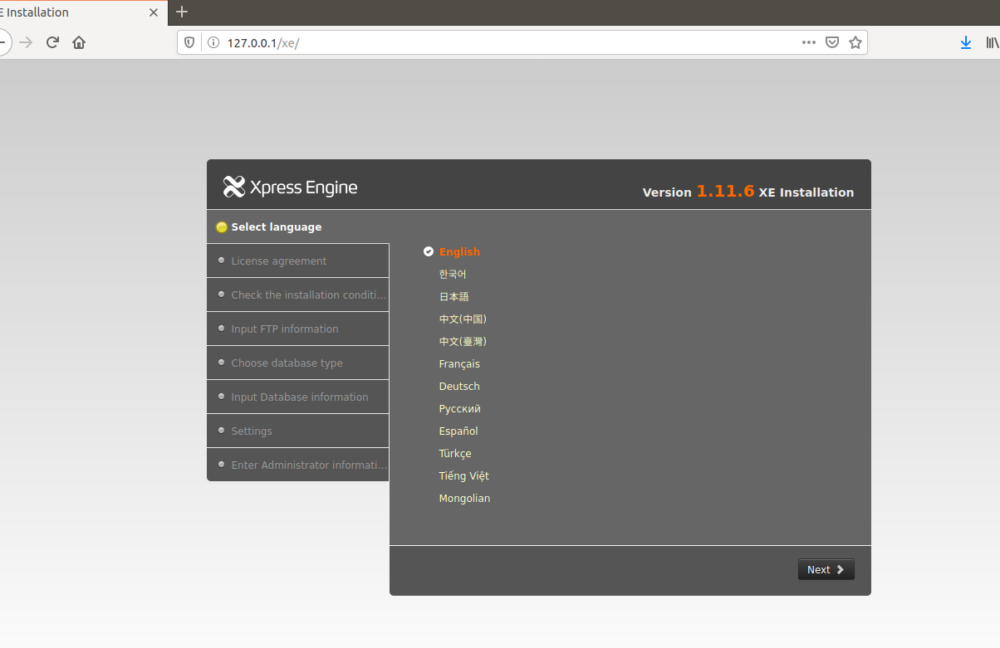 E Installation
127.0.0.1/xe/
Xpress Engine
Version 1.11.6 XE Installation
Select language
License agreement
Check the installation conditi...
Input FTP information
Choose database type
Input Database information
Settings
Enter Administrator informati...
English
한국어
日本語
中文(中国)
中文(臺灣)
Français
Deutsch
Русский
Español
Türkçe
Tiếng Việt
Mongolian
Next